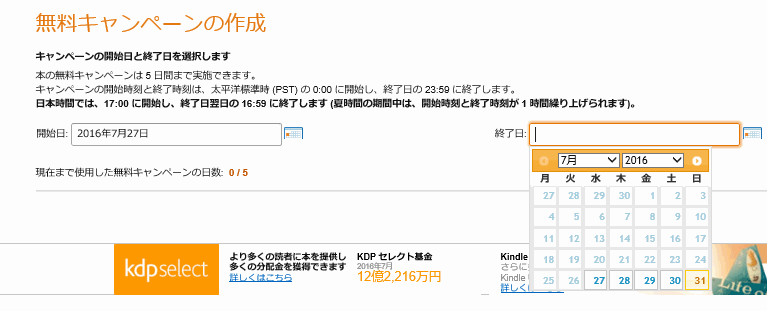 無料キャンペーンの作成
キャンペーンの開始日と終了日を選択します
本の無料キャンペーンは 5 日間まで実施できます。
キャンペーンの開始時刻と終了時刻は、太平洋標準時 (PST) の 0:00 に開始し、終了日の 23:59 に終了します。
日本時間では、17:00 に開始し、終了日翌日の 16:59 に終了します (夏時間の期間中は、開始時刻と終了時刻が 1 時間繰り上げられます)。
開始日: 2016年7月27日 終了日:
7月 2016
月 火 水 木 金 土 日
27 28 29 30 1 2 3
4 5 6 7 8 9 10
11 12 13 14 15 16 17
18 19 20 21 22 23 24
25 26 27 28 29 30 31
現在まで使用した無料キャンペーンの日数: 0 / 5
kdpselect
より多くの読者に本を提供し
多くの分配金を獲得できます
詳しくはこちら
KDP セレクト基金
2016年7月
12億2,216万円
Kindle
さらに
Kindle
詳しくはこちら
Life